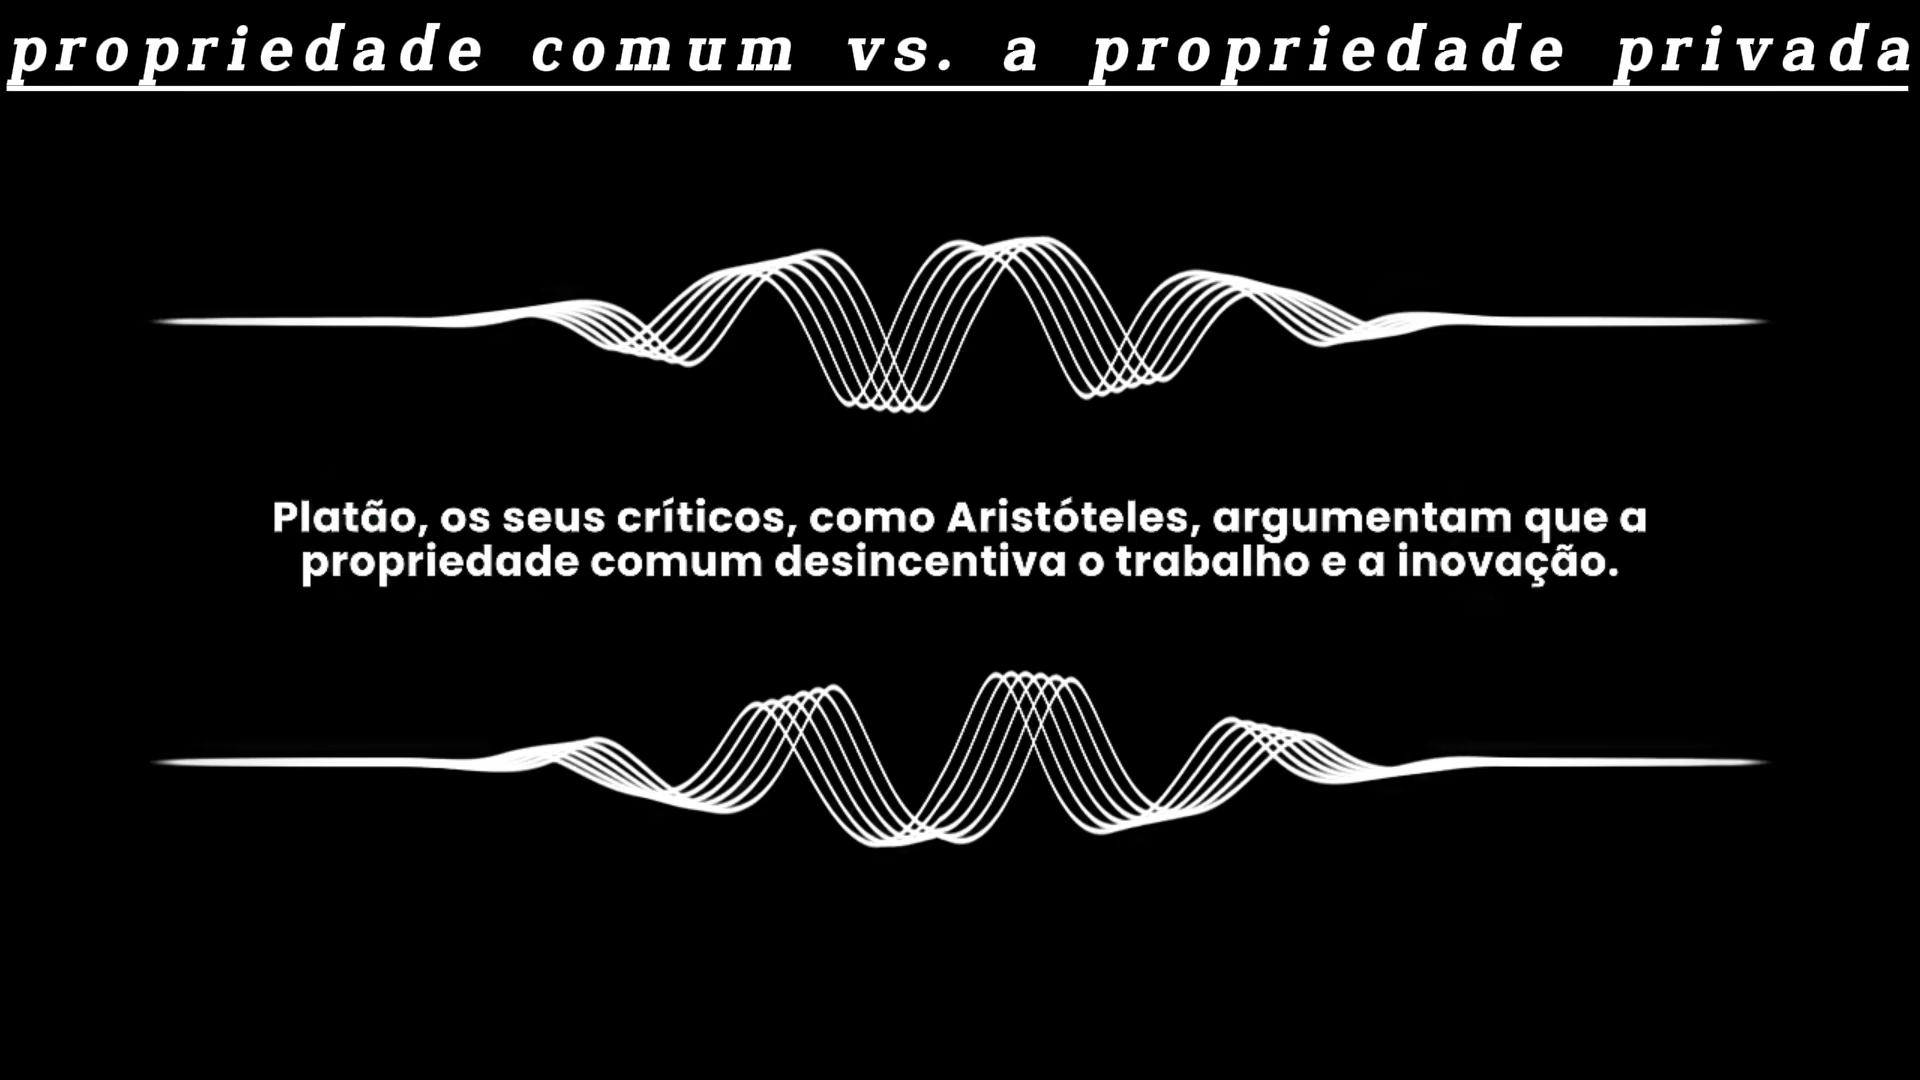 propriedade comum vs. a propriedade privada
Platão, os seus críticos, como Aristóteles, argumentam que a
propriedade comum desincentiva o trabalho e a inovação.